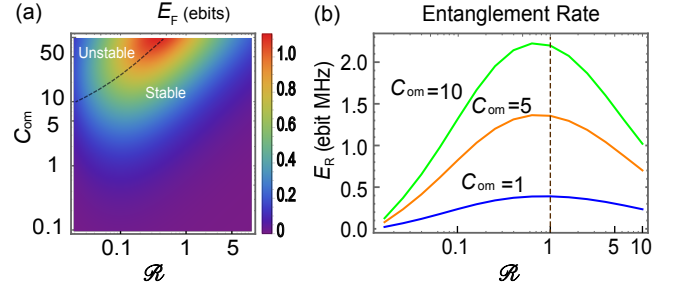 (a)
E_F (ebits)
50
10
5
1
0.1
C_om
Unstable
Stable
0.1
1
5
ℛ
1.0
0.8
0.6
0.4
0.2
0
(b)
Entanglement Rate
2.0
1.5
1.0
0.5
0.0
E_R (ebit MHz)
C_om=10
C_om=5
C_om=1
0.1
1
5
10
ℛ